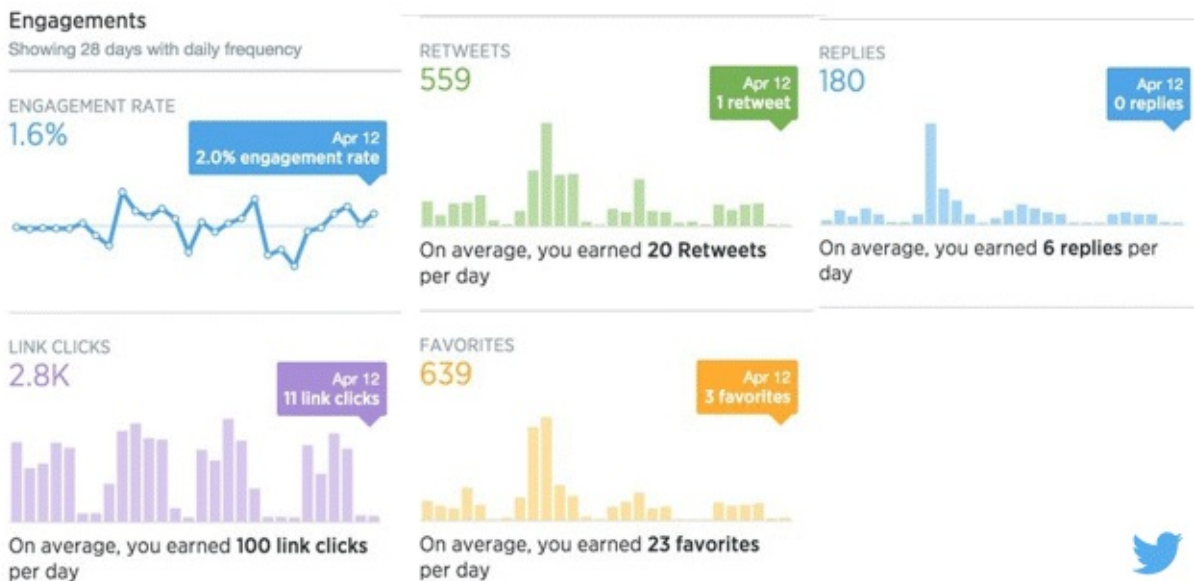 Engagements
Showing 28 days with daily frequency
ENGAGEMENT RATE
1.6%
Apr 12
2.0% engagement rate
RETWEETS
559
Apr 12
1 retweet
On average, you earned 20 Retweets
per day
REPLIES
180
Apr 12
0 replies
On average, you earned 6 replies per
day
LINK CLICKS
2.8K
Apr 12
11 link clicks
On average, you earned 100 link clicks
per day
FAVORITES
639
Apr 12
3 favorites
On average, you earned 23 favorites
per day